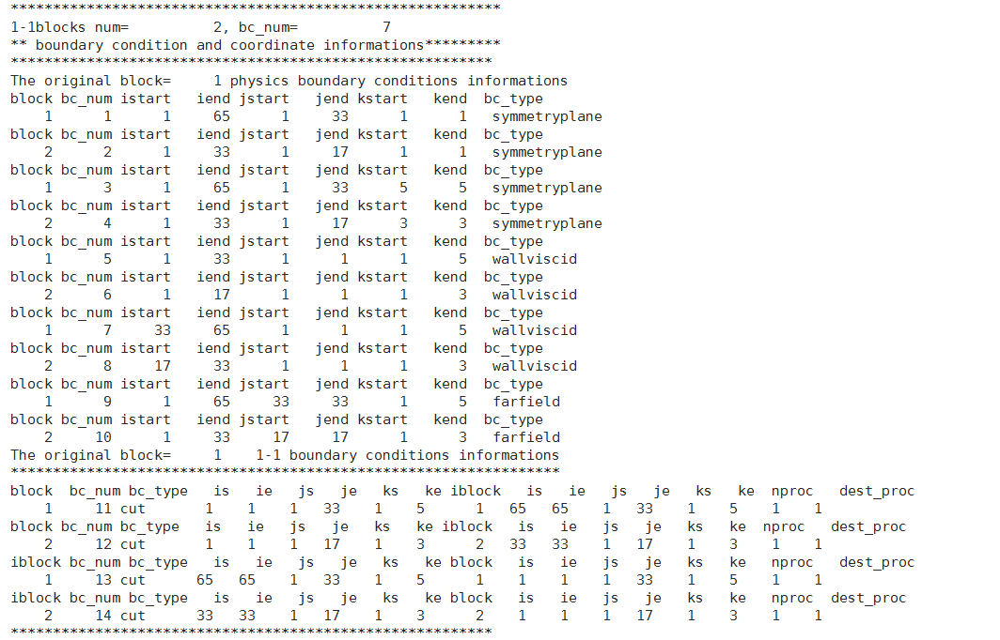 **********************************************************
1-1blocks num=          2, bc_num=          7
** boundary condition and coordinate informations*********
*********************************************************
The original block=     1 physics boundary conditions informations
block bc_num istart   iend jstart   jend kstart   kend  bc_type
    1      1      1     65      1     33      1      1   symmetryplane
block bc_num istart   iend jstart   jend kstart   kend  bc_type
    2      2      1     33      1     17      1      1   symmetryplane
block bc_num istart   iend jstart   jend kstart   kend  bc_type
    1      3      1     65      1     33      5      5   symmetryplane
block bc_num istart   iend jstart   jend kstart   kend  bc_type
    2      4      1     33      1     17      3      3   symmetryplane
block bc_num istart   iend jstart   jend kstart   kend  bc_type
    1      5      1     33      1      1      1      5   wallviscid
block bc_num istart   iend jstart   jend kstart   kend  bc_type
    2      6      1     17      1      1      1      3   wallviscid
block bc_num istart   iend jstart   jend kstart   kend  bc_type
    1      7     33     65      1      1      1      5   wallviscid
block bc_num istart   iend jstart   jend kstart   kend  bc_type
    2      8     17     33      1      1      1      3   wallviscid
block bc_num istart   iend jstart   jend kstart   kend  bc_type
    1      9      1     65     33     33      1      5   farfield
block bc_num istart   iend jstart   jend kstart   kend  bc_type
    2     10      1     33     17     17      1      3   farfield
The original block=     1    1-1 boundary conditions informations
*****************************************************************
block  bc_num bc_type   is   ie   js   je   ks   ke iblock   is   ie   js   je   ks   ke  nproc   dest_proc
    1     11 cut       1    1    1   33    1    5      1   65   65    1   33    1    5    1    1
block bc_num bc_type   is   ie   js   je   ks   ke iblock   is   ie   js   je   ks   ke  nproc   dest_proc
    2     12 cut       1    1    1   17    1    3      2   33   33    1   17    1    3    1    1
iblock bc_num bc_type   is   ie   js   je   ks   ke block   is   ie   js   je   ks   ke   nproc   dest_proc
    1     13 cut      65   65    1   33    1    5      1    1    1    1   33    1    5    1    1
iblock bc_num bc_type   is   ie   js   je   ks   ke block   is   ie   js   je   ks   ke   nproc  dest_proc
    2     14 cut      33   33    1   17    1    3      2    1    1    1   17    1    3    1    1
*********************************************************